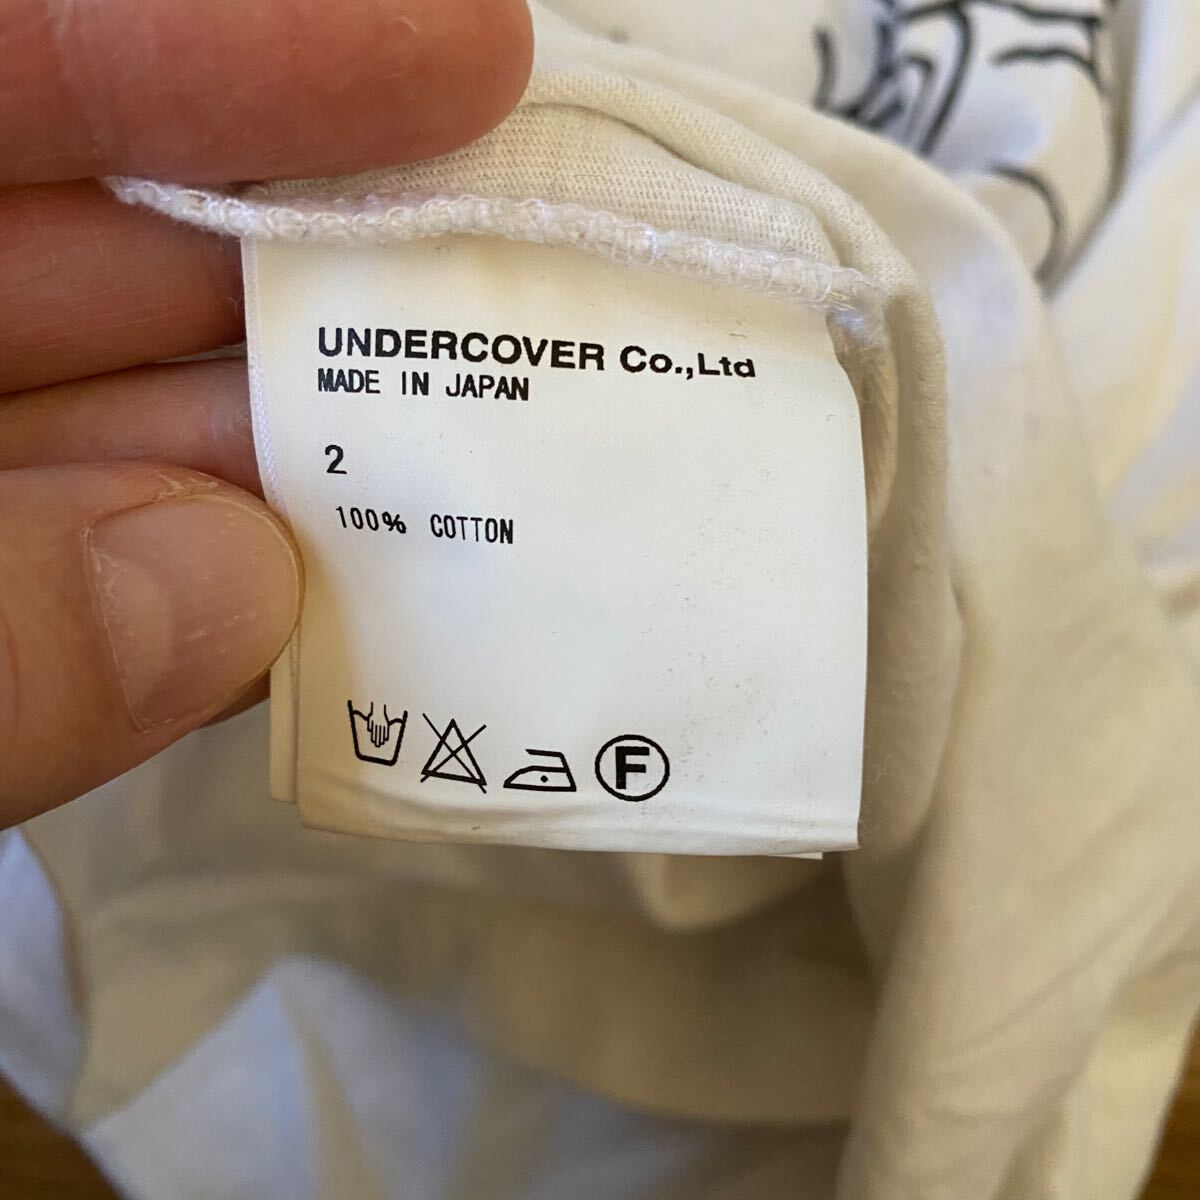 UNDERCOVER Co.,Ltd
MADE IN JAPAN
2
100% COTTON
F